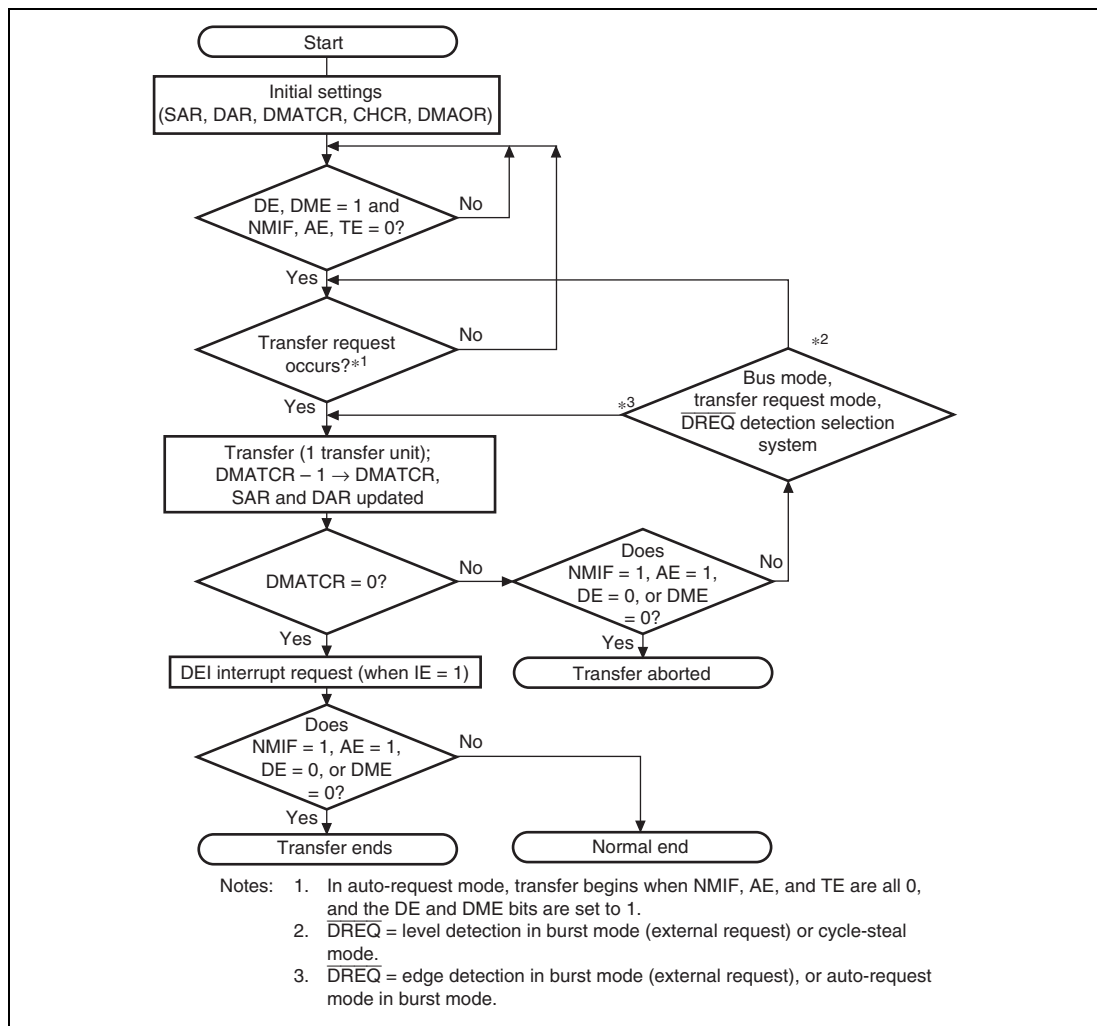 Start
Initial settings
(SAR, DAR, DMATCR, CHCR, DMAOR)
DE, DME = 1 and
NMIF, AE, TE = 0?
No
Yes
Transfer request
occurs?*1
No
Yes
*2
Bus mode,
transfer request mode,
DREQ detection selection
system
*3
Transfer (1 transfer unit);
DMATCR – 1 → DMATCR,
SAR and DAR updated
DMATCR = 0?
No
Does
NMIF = 1, AE = 1,
DE = 0, or DME
= 0?
No
Yes
Yes
DEI interrupt request (when IE = 1)
Transfer aborted
Does
NMIF = 1, AE = 1,
DE = 0, or DME
= 0?
No
Yes
Transfer ends
Normal end
Notes: 1. In auto-request mode, transfer begins when NMIF, AE, and TE are all 0,
and the DE and DME bits are set to 1.
2. DREQ = level detection in burst mode (external request) or cycle-steal
mode.
3. DREQ = edge detection in burst mode (external request), or auto-request
mode in burst mode.